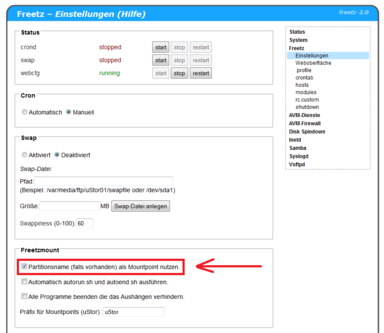 Freetz – Einstellungen (Hilfe)
freetz-2.0
Status
crond stopped start stop restart
swap stopped start stop restart
webcfg running start stop restart
Cron
Automatisch Manuell
Swap
Aktiviert Deaktiviert
Swap-Datei
Pfad:
(Beispiel: /var/media/ftp/uStor01/swapfile oder /dev/sda1)
Größe: MB Swap-Datei anlegen
Swappiness (0-100): 60
Freetzmount
Partitionsname (falls vorhanden) als Mountpoint nutzen.
Automatisch autorun.sh und autoend.sh ausführen.
Alle Programme beenden die das Aushängen verhindern.
Präfix für Mountpoints (uStor) : uStor
Status
System
Freetz
Einstellungen
Weboberfläche
.profile
crontab
hosts
modules
rc.custom
shutdown
AVM-Dienste
AVM-Firewall
Disk Spindown
Inetd
Samba
Syslogd
Vsftpd